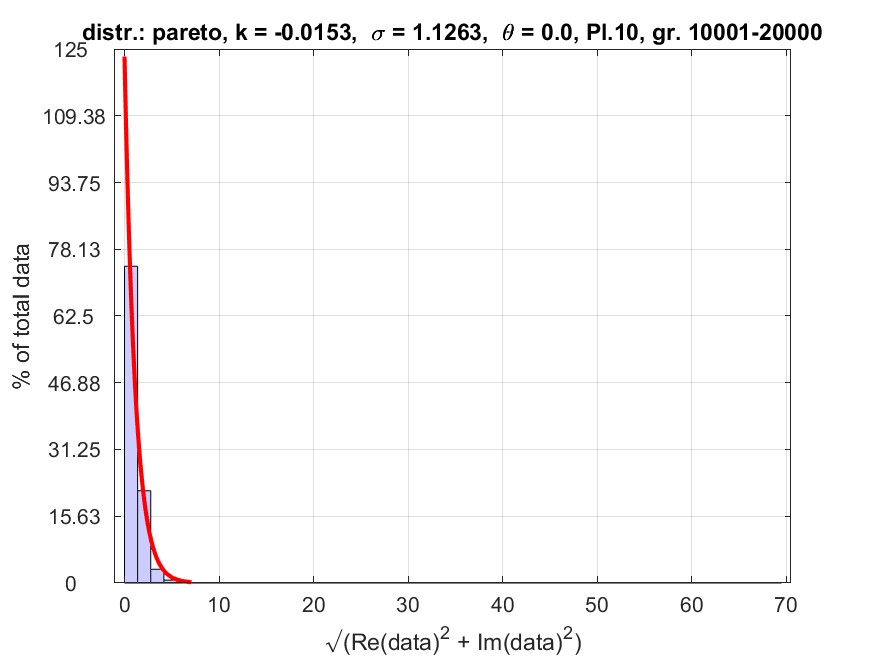 distr.: pareto, k = -0.0153, σ = 1.1263, θ = 0.0, Pl.10, gr. 10001-20000
125
109.38
93.75
78.13
62.5
46.88
31.25
15.63
0
% of total data
0 10 20 30 40 50 60 70
√(Re(data)² + Im(data)²)